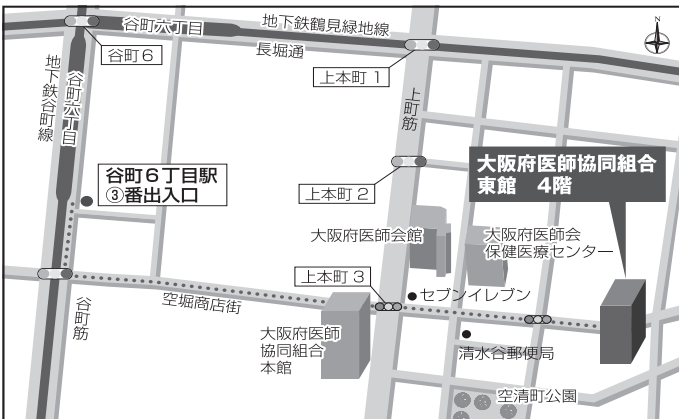 地下鉄鶴見緑地線
谷町六丁目
長堀通
谷町6
上本町1
N
地下鉄谷町線
谷町六丁目
上町筋
谷町6丁目駅
③番出入口
上本町2
大阪府医師協同組合
東館 4階
大阪府医師会館
大阪府医師会
保健医療センター
上本町3
セブンイレブン
空堀商店街
谷町筋
大阪府医師
協同組合
本館
清水谷郵便局
空清町公園